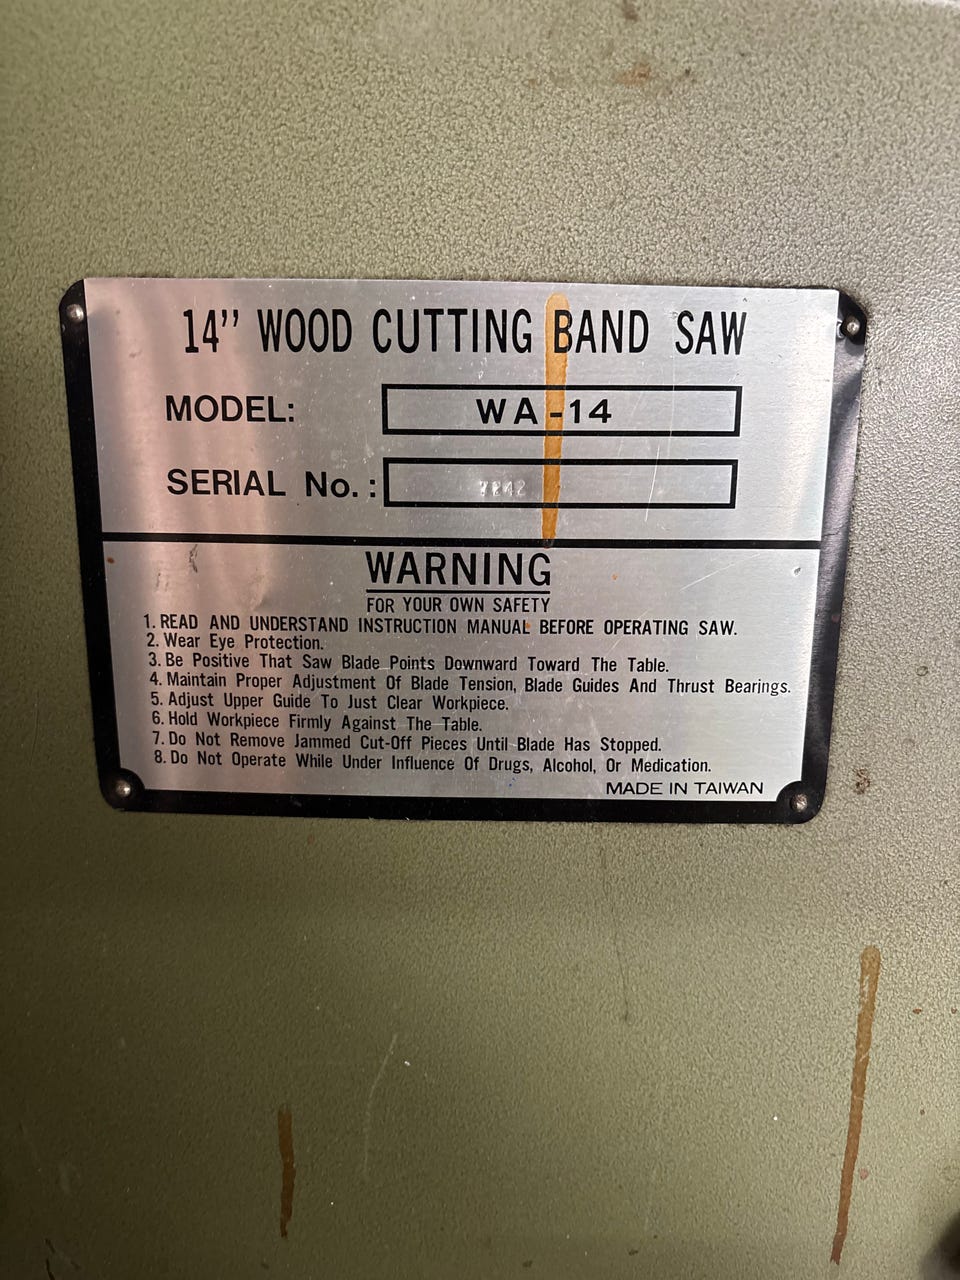 14” WOOD CUTTING BAND SAW
MODEL: WA-14
SERIAL No.:
WARNING
FOR YOUR OWN SAFETY
1. READ AND UNDERSTAND INSTRUCTION MANUAL BEFORE OPERATING SAW.
2. Wear Eye Protection.
3. Be Positive That Saw Blade Points Downward Toward The Table.
4. Maintain Proper Adjustment Of Blade Tension, Blade Guides And Thrust Bearings.
5. Adjust Upper Guide To Just Clear Workpiece.
6. Hold Workpiece Firmly Against The Table.
7. Do Not Remove Jammed Cut-Off Pieces Until Blade Has Stopped.
8. Do Not Operate While Under Influence Of Drugs, Alcohol, Or Medication.
MADE IN TAIWAN